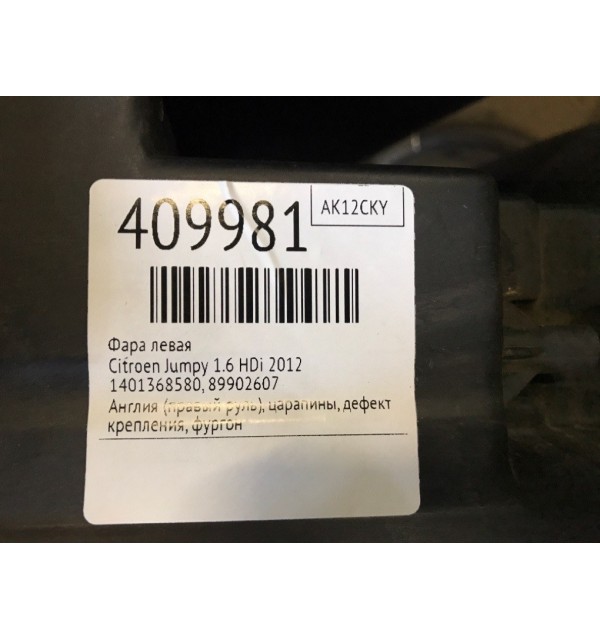 409981
AK12CKY
Фара левая
Citroen Jumpy 1.6 HDi 2012
1401368580, 89902607
Англия (правый руль), царапины, дефект
крепления, фургон